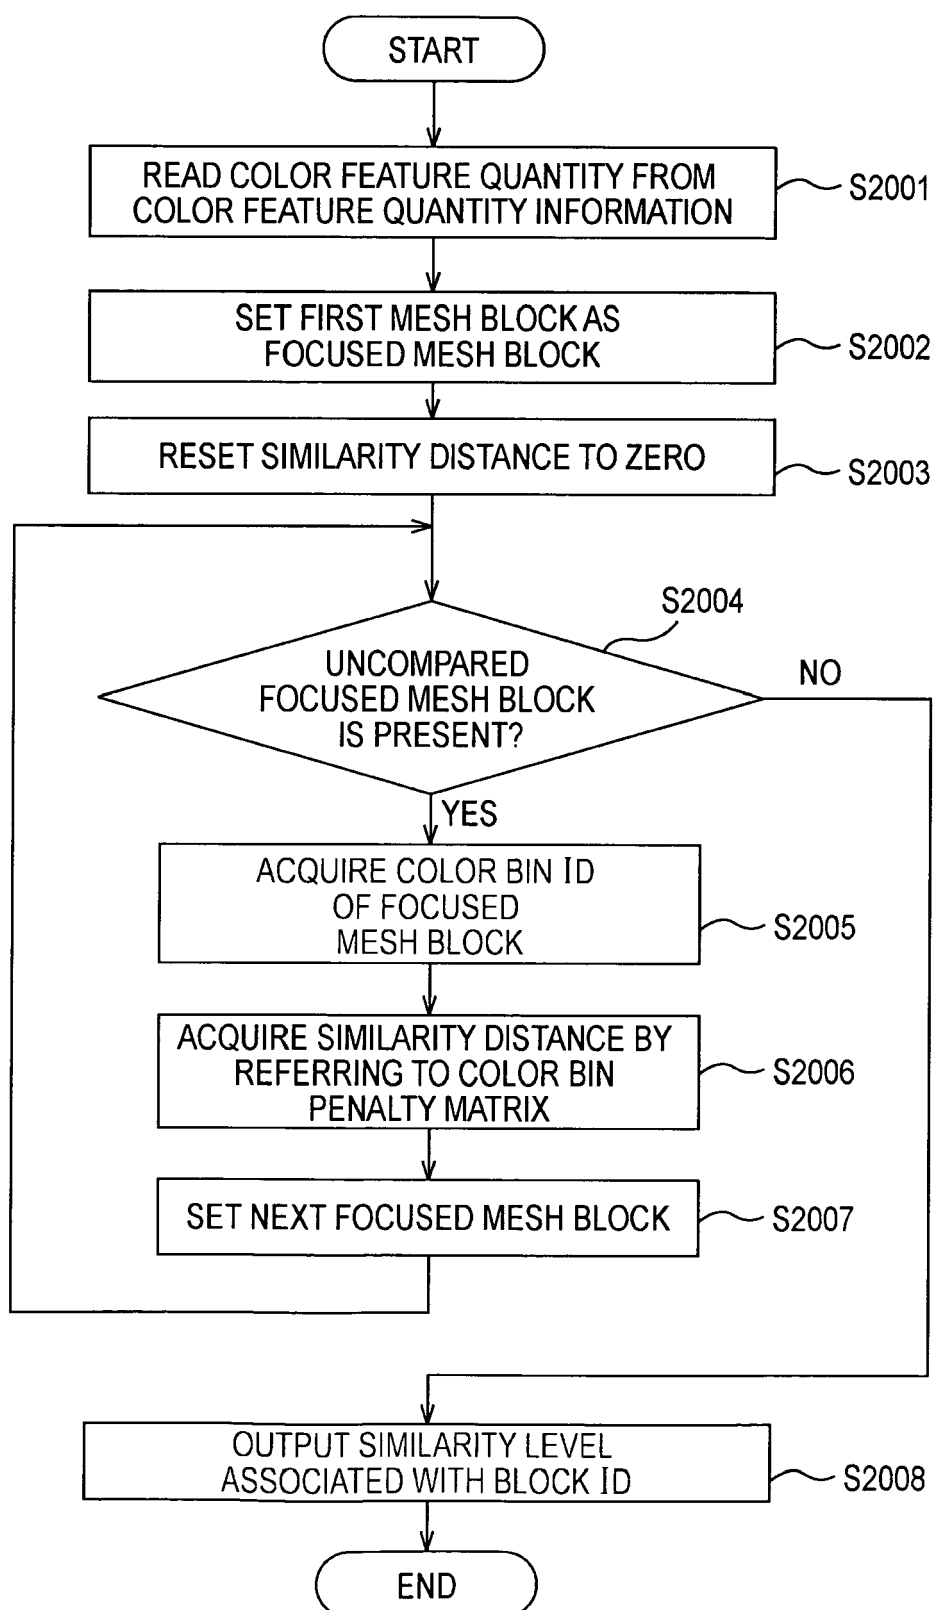 START
READ COLOR FEATURE QUANTITY FROM
COLOR FEATURE QUANTITY INFORMATION
S2001
SET FIRST MESH BLOCK AS
FOCUSED MESH BLOCK
S2002
RESET SIMILARITY DISTANCE TO ZERO
S2003
S2004
UNCOMPARED
FOCUSED MESH BLOCK
IS PRESENT?
NO
YES
ACQUIRE COLOR BIN ID
OF FOCUSED
MESH BLOCK
S2005
ACQUIRE SIMILARITY DISTANCE BY
REFERRING TO COLOR BIN
PENALTY MATRIX
S2006
SET NEXT FOCUSED MESH BLOCK
S2007
OUTPUT SIMILARITY LEVEL
ASSOCIATED WITH BLOCK ID
S2008
END